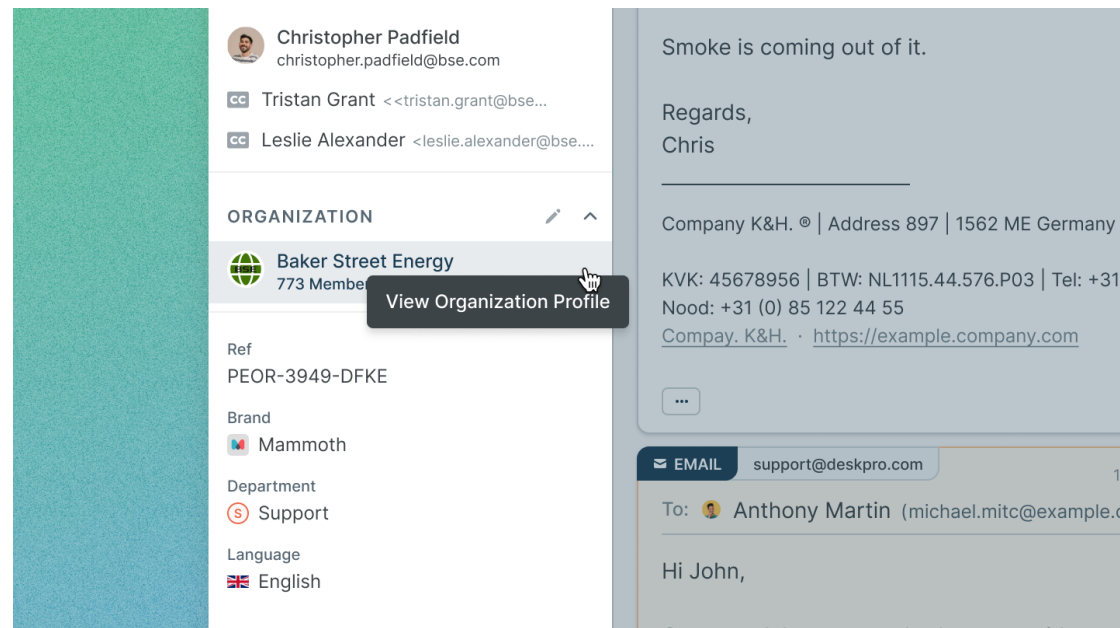 Christopher Padfield
christopher.padfield@bse.com
CC Tristan Grant <<tristan.grant@bse...
CC Leslie Alexander <leslie.alexander@bse....
ORGANIZATION
BSE
Baker Street Energy
773 Member
View Organization Profile
Ref
PEOR-3949-DFKE
Brand
Mammoth
Department
S Support
Language
English
Smoke is coming out of it.
Regards,
Chris
Company K&H. ® | Address 897 | 1562 ME Germany
KVK: 45678956 | BTW: NL1115.44.576.P03 | Tel: +31
Nood: +31 (0) 85 122 44 55
Compay. K&H. · https://example.company.com
...
EMAIL support@deskpro.com
1
To: Anthony Martin (michael.mitc@example.c
Hi John,